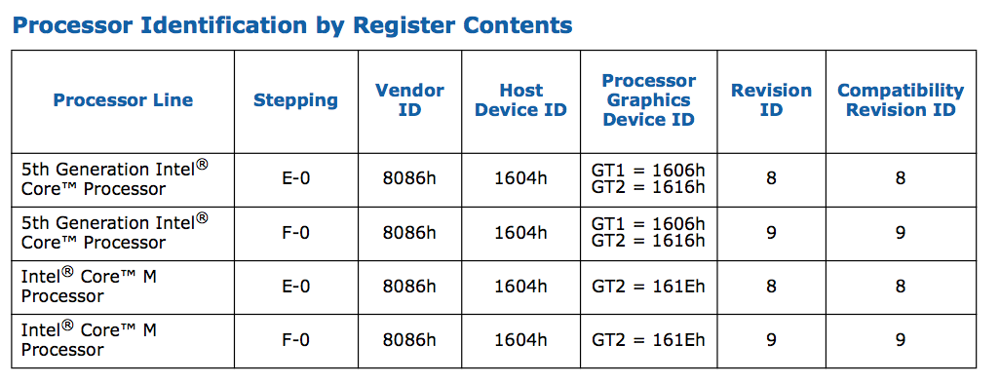 Processor Identification by Register Contents
Processor Line Stepping Vendor ID Host Device ID Processor Graphics Device ID Revision ID Compatibility Revision ID
5th Generation Intel® Core™ Processor E-0 8086h 1604h GT1 = 1606h GT2 = 1616h 8 8
5th Generation Intel® Core™ Processor F-0 8086h 1604h GT1 = 1606h GT2 = 1616h 9 9
Intel® Core™ M Processor E-0 8086h 1604h GT2 = 161Eh 8 8
Intel® Core™ M Processor F-0 8086h 1604h GT2 = 161Eh 9 9